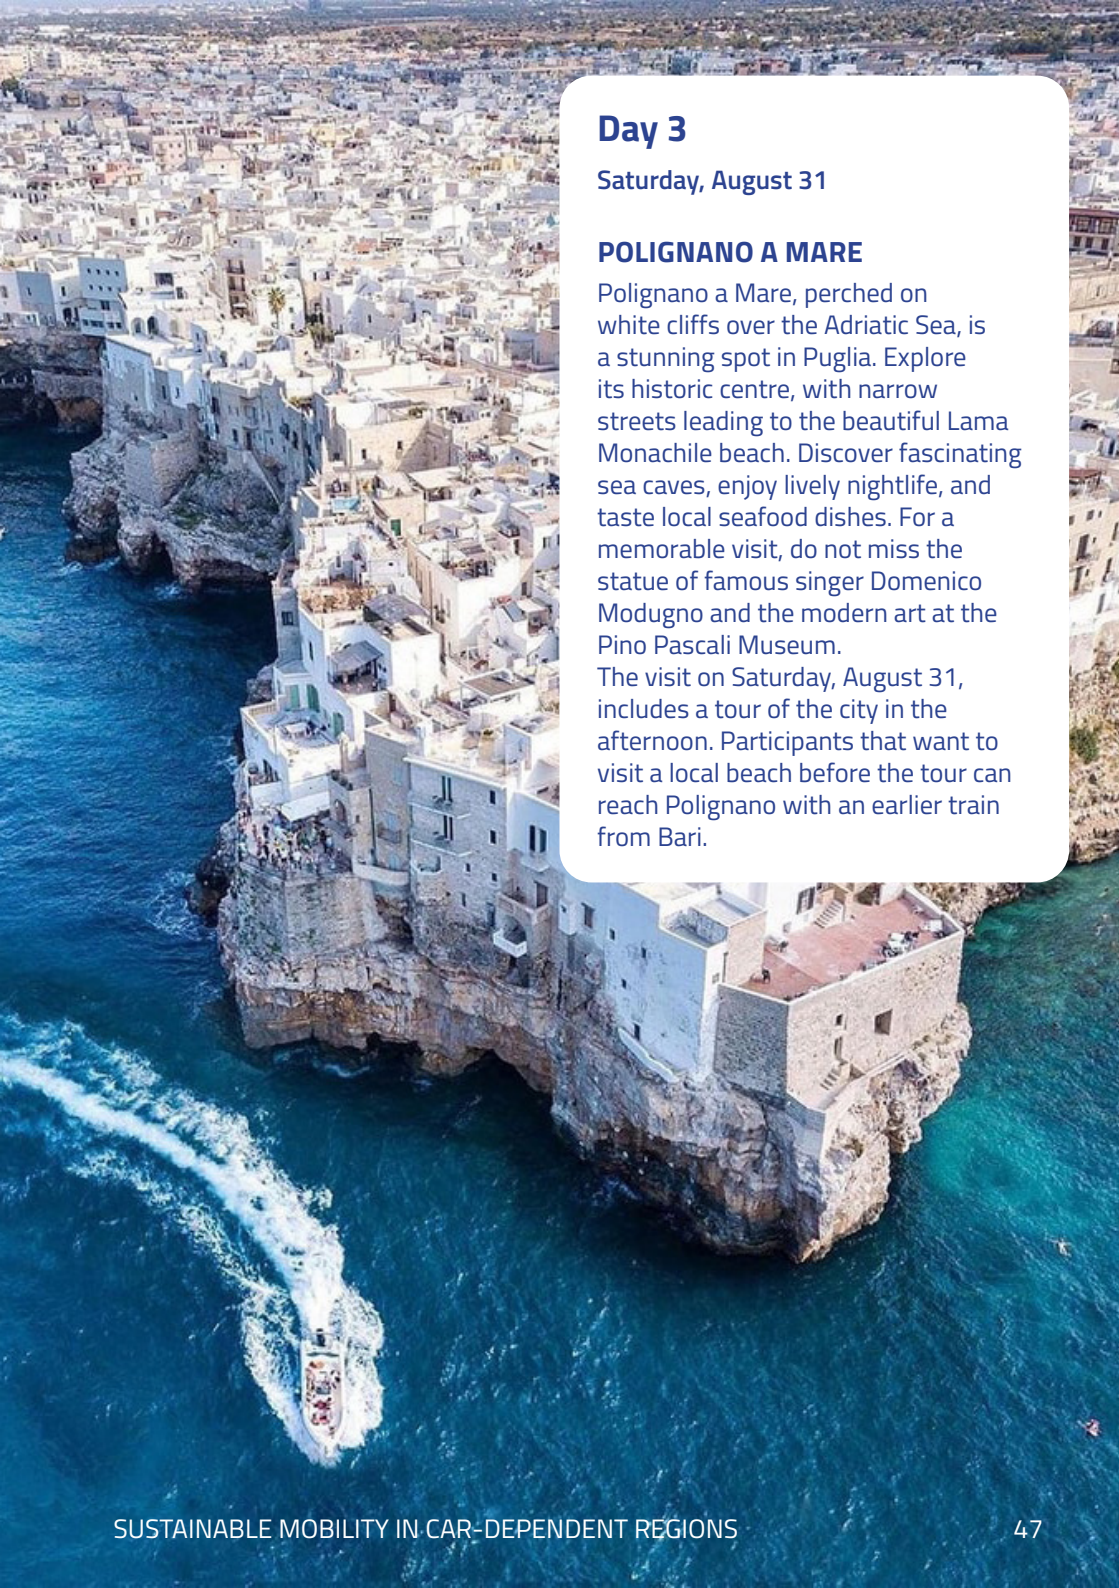 Day 3
Saturday, August 31
POLIGNANO A MARE
Polignano a Mare, perched on
white cliffs over the Adriatic Sea, is
a stunning spot in Puglia. Explore
its historic centre, with narrow
streets leading to the beautiful Lama
Monachile beach. Discover fascinating
sea caves, enjoy lively nightlife, and
taste local seafood dishes. For a
memorable visit, do not miss the
statue of famous singer Domenico
Modugno and the modern art at the
Pino Pascali Museum.
The visit on Saturday, August 31,
includes a tour of the city in the
afternoon. Participants that want to
visit a local beach before the tour can
reach Polignano with an earlier train
from Bari.
SUSTAINABLE MOBILITY IN CAR-DEPENDENT REGIONS
47